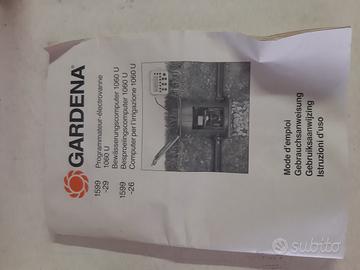 GARDENA®
1599
-29
Programmateur-électrovanne
1060 U
Bewässerungscomputer 1060 U
Besproeiingscomputer 1060 U
1599
-26
Computer per l'irrigazione 1060 U
Mode d'emploi
Gebrauchsanweisung
Gebruiksaanwijzing
Istruzioni d'uso
subito